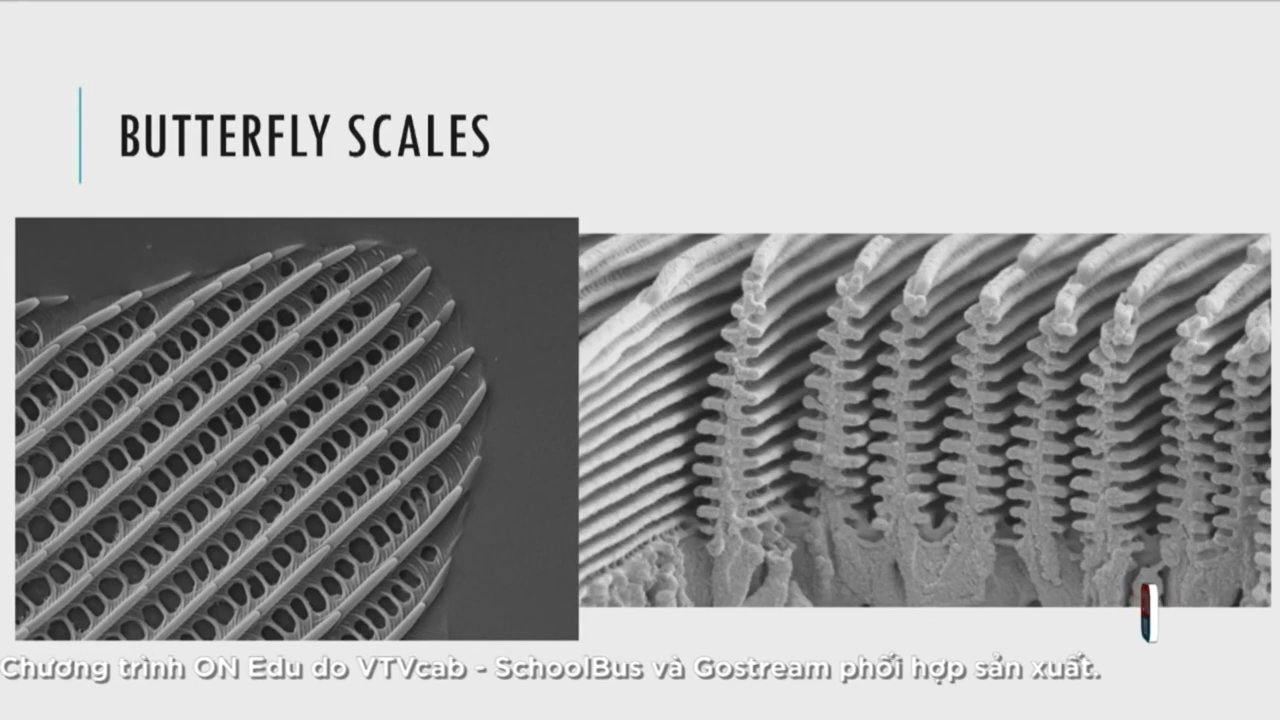 BUTTERFLY SCALES
Chương trình ON Edu do VTVcab - SchoolBus và Gostream phối hợp sản xuất.